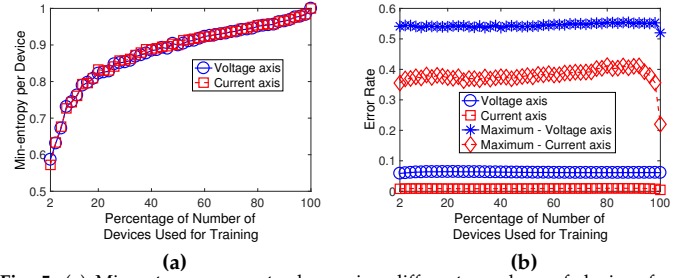 Min-entropy per Device
1
0.9
0.8
0.7
0.6
0.5
2
20
40
60
80
100
Voltage axis
Current axis
Percentage of Number of
Devices Used for Training
(a)
Error Rate
0.6
0.5
0.4
0.3
0.2
0.1
0
2
20
40
60
80
100
Voltage axis
Current axis
Maximum - Voltage axis
Maximum - Current axis
Percentage of Number of
Devices Used for Training
(b)